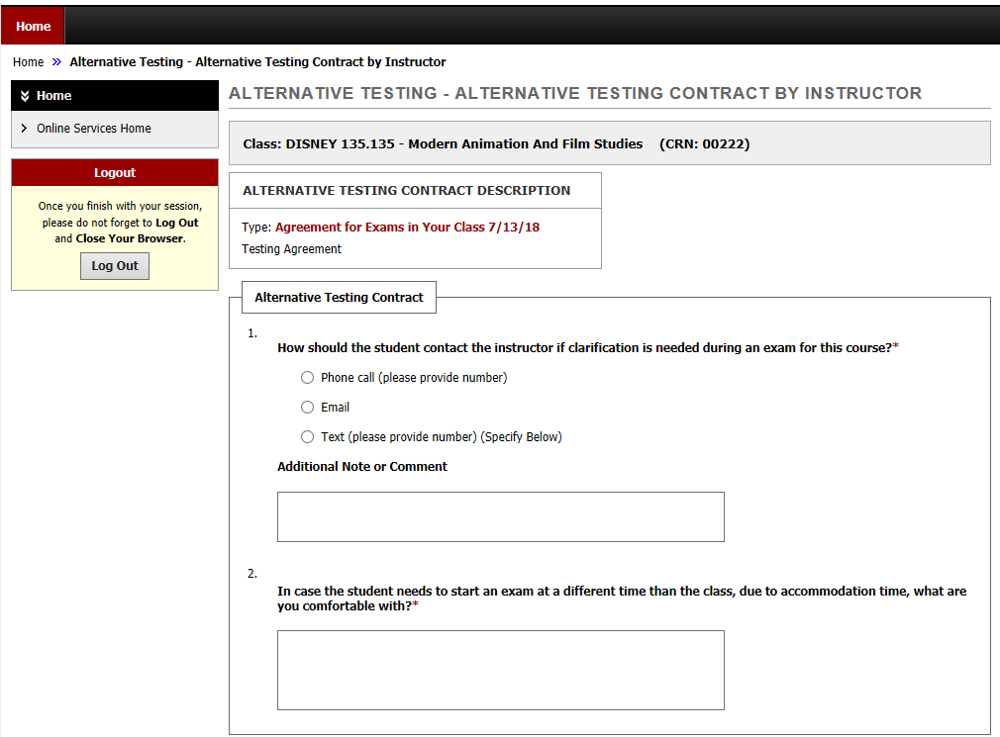 Home
Home » Alternative Testing - Alternative Testing Contract by Instructor
Home
Online Services Home
Logout
Once you finish with your session,
please do not forget to Log Out
and Close Your Browser.
Log Out
ALTERNATIVE TESTING - ALTERNATIVE TESTING CONTRACT BY INSTRUCTOR
Class: DISNEY 135.135 - Modern Animation And Film Studies (CRN: 00222)
ALTERNATIVE TESTING CONTRACT DESCRIPTION
Type: Agreement for Exams in Your Class 7/13/18
Testing Agreement
Alternative Testing Contract
1.
How should the student contact the instructor if clarification is needed during an exam for this course?*
Phone call (please provide number)
Email
Text (please provide number) (Specify Below)
Additional Note or Comment
2.
In case the student needs to start an exam at a different time than the class, due to accommodation time, what are
you comfortable with?*